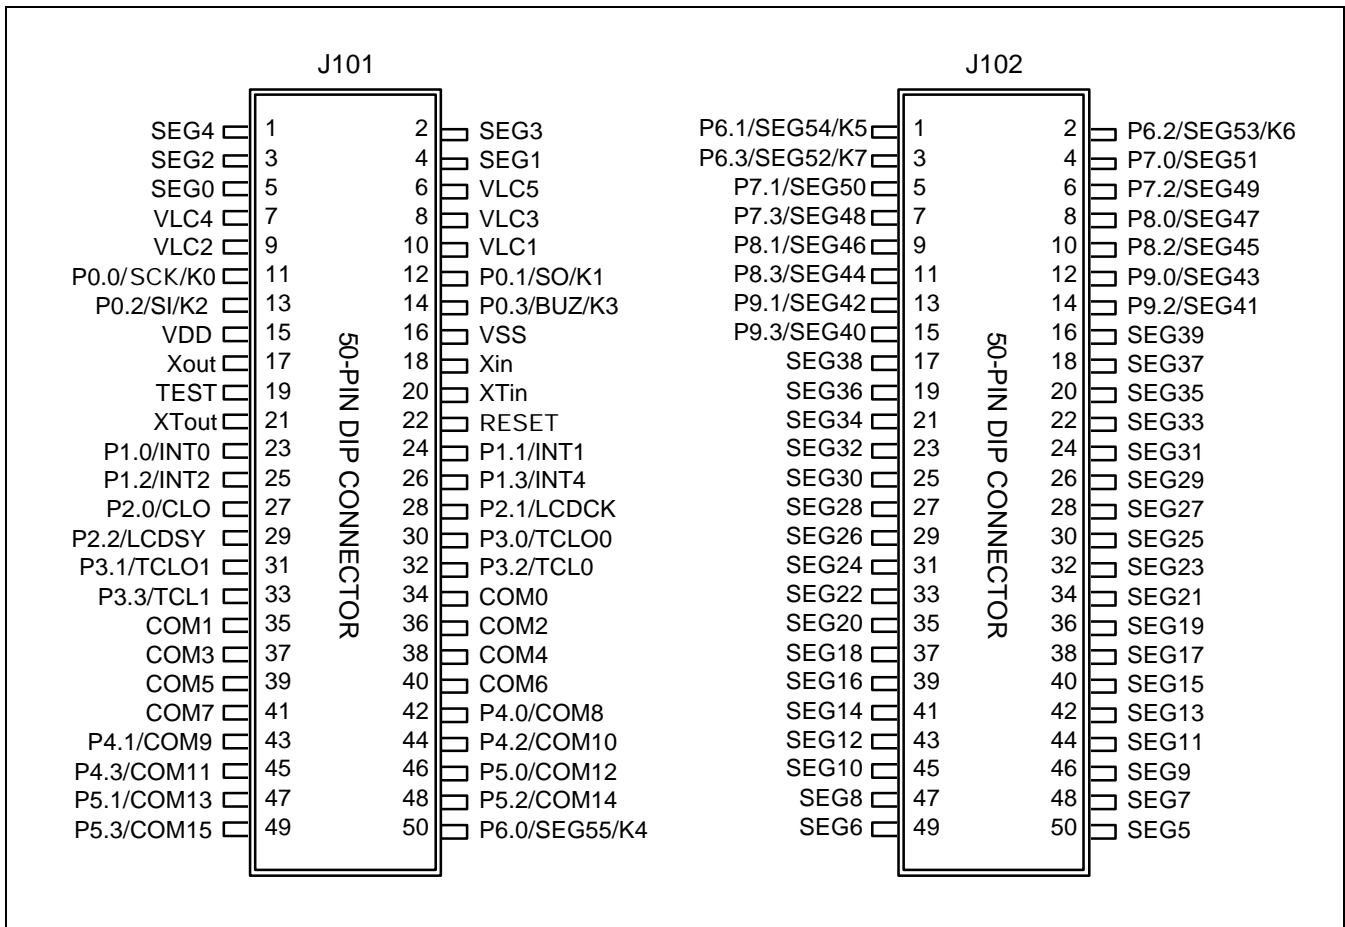 J101
SEG4 1 2 SEG3
SEG2 3 4 SEG1
SEG0 5 6 VLC5
VLC4 7 8 VLC3
VLC2 9 10 VLC1
P0.0/SCK/K0 11 12 P0.1/SO/K1
P0.2/SI/K2 13 14 P0.3/BUZ/K3
VDD 15 16 VSS
Xout 17 18 Xin
TEST 19 20 XTin
XTout 21 22 RESET
P1.0/INT0 23 24 P1.1/INT1
P1.2/INT2 25 26 P1.3/INT4
P2.0/CLO 27 28 P2.1/LCDCK
P2.2/LCDSY 29 30 P3.0/TCLO0
P3.1/TCLO1 31 32 P3.2/TCL0
P3.3/TCL1 33 34 COM0
COM1 35 36 COM2
COM3 37 38 COM4
COM5 39 40 COM6
COM7 41 42 P4.0/COM8
P4.1/COM9 43 44 P4.2/COM10
P4.3/COM11 45 46 P5.0/COM12
P5.1/COM13 47 48 P5.2/COM14
P5.3/COM15 49 50 P6.0/SEG55/K4
50-PIN DIP CONNECTOR
J102
P6.1/SEG54/K5 1 2 P6.2/SEG53/K6
P6.3/SEG52/K7 3 4 P7.0/SEG51
P7.1/SEG50 5 6 P7.2/SEG49
P7.3/SEG48 7 8 P8.0/SEG47
P8.1/SEG46 9 10 P8.2/SEG45
P8.3/SEG44 11 12 P9.0/SEG43
P9.1/SEG42 13 14 P9.2/SEG41
P9.3/SEG40 15 16 SEG39
SEG38 17 18 SEG37
SEG36 19 20 SEG35
SEG34 21 22 SEG33
SEG32 23 24 SEG31
SEG30 25 26 SEG29
SEG28 27 28 SEG27
SEG26 29 30 SEG25
SEG24 31 32 SEG23
SEG22 33 34 SEG21
SEG20 35 36 SEG19
SEG18 37 38 SEG17
SEG16 39 40 SEG15
SEG14 41 42 SEG13
SEG12 43 44 SEG11
SEG10 45 46 SEG9
SEG8 47 48 SEG7
SEG6 49 50 SEG5
50-PIN DIP CONNECTOR